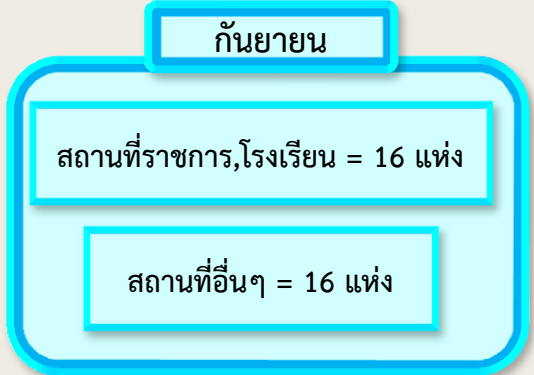 กันยายน
สถานที่ราชการ,โรงเรียน = 16 แห่ง
สถานที่อื่นๆ = 16 แห่ง